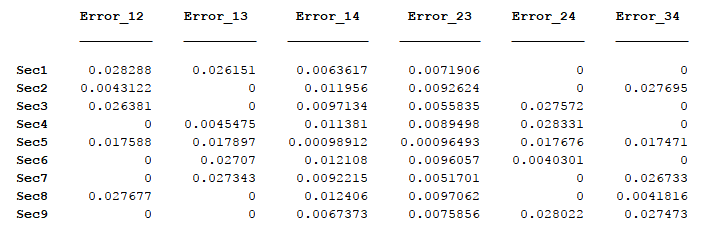 Error_12 Error_13 Error_14 Error_23 Error_24 Error_34
Sec1 0.028288 0.026151 0.0063617 0.0071906 0 0
Sec2 0.0043122 0 0.011956 0.0092624 0 0.027695
Sec3 0.026381 0 0.0097134 0.0055835 0.027572 0
Sec4 0 0.0045475 0.011381 0.0089498 0.028331 0
Sec5 0.017588 0.017897 0.00098912 0.00096493 0.017676 0.017471
Sec6 0 0.02707 0.012108 0.0096057 0.0040301 0
Sec7 0 0.027343 0.0092215 0.0051701 0 0.026733
Sec8 0.027677 0 0.012406 0.0097062 0 0.0041816
Sec9 0 0 0.0067373 0.0075856 0.028022 0.027473